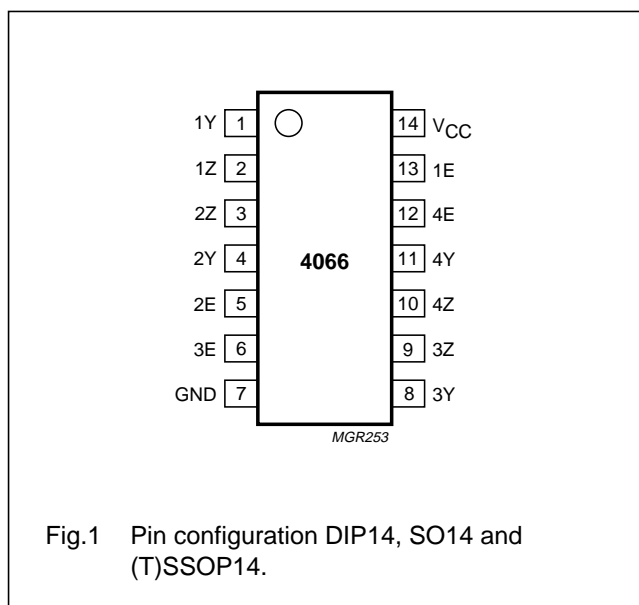 1Y 1 14 VCC
1Z 2 13 1E
2Z 3 12 4E
2Y 4 11 4Y
4066
2E 5 10 4Z
3E 6 9 3Z
GND 7 8 3Y
MGR253
Fig.1 Pin configuration DIP14, SO14 and
(T)SSOP14.